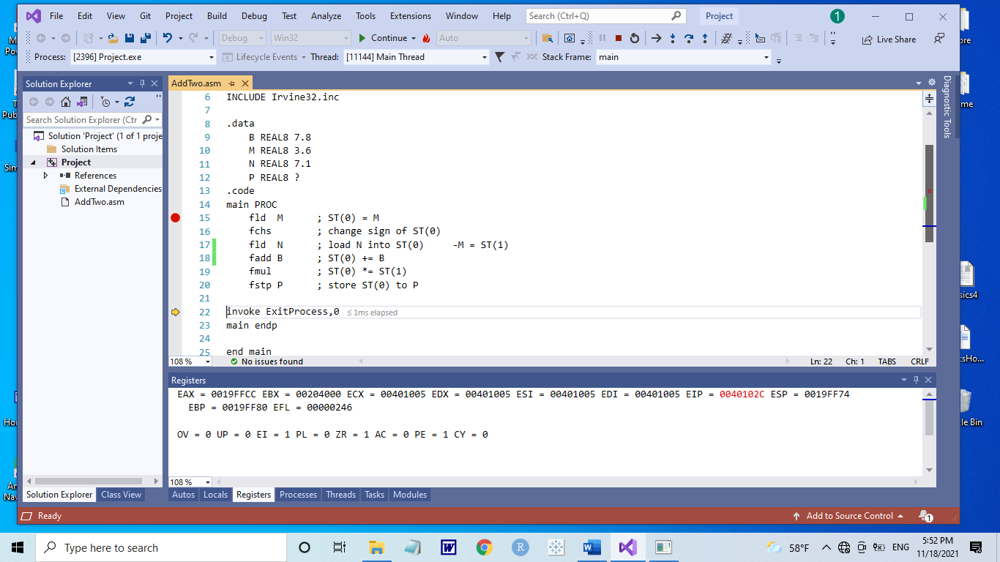 File Edit View Git Project Build Debug Test Analyze Tools Extensions Window Help Search (Ctrl+Q) Project 1
Debug Win32 Continue Auto Live Share
Process: [2396] Project.exe Lifecycle Events Thread: [11144] Main Thread Stack Frame: main
Solution Explorer
Search Solution Explorer (Ctr
Solution 'Project' (1 of 1 proje
Solution Items
Project
References
External Dependencies
AddTwo.asm
Solution Explorer Class View
AddTwo.asm
6 INCLUDE Irvine32.inc
7
8 .data
9 B REAL8 7.8
10 M REAL8 3.6
11 N REAL8 7.1
12 P REAL8 ?
13 .code
14 main PROC
15 fld M ; ST(0) = M
16 fchs ; change sign of ST(0)
17 fld N ; load N into ST(0) -M = ST(1)
18 fadd B ; ST(0) += B
19 fmul ; ST(0) *= ST(1)
20 fstp P ; store ST(0) to P
21
22 invoke ExitProcess,0 ≤ 1ms elapsed
23 main endp
24
25 end main
108 % No issues found Ln: 22 Ch: 1 TABS CRLF
Diagnostic Tools
Registers
EAX = 0019FFCC EBX = 00204000 ECX = 00401005 EDX = 00401005 ESI = 00401005 EDI = 00401005 EIP = 0040102C ESP = 0019FF74
EBP = 0019FF80 EFL = 00000246
OV = 0 UP = 0 EI = 1 PL = 0 ZR = 1 AC = 0 PE = 1 CY = 0
108 %
Autos Locals Registers Processes Threads Tasks Modules
Ready Add to Source Control 1
Type here to search
58°F ENG
5:52 PM
11/18/2021